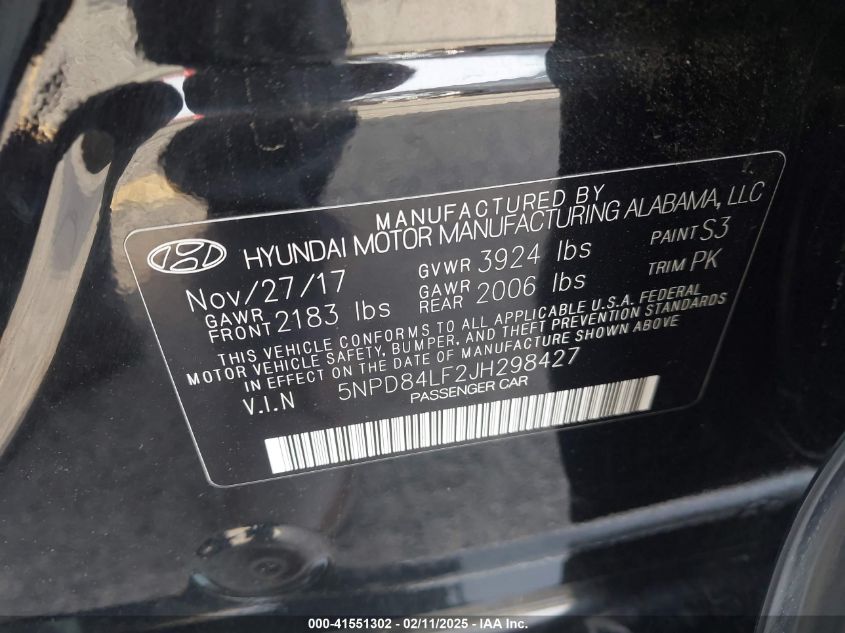 MANUFACTURED BY
HYUNDAI MOTOR MANUFACTURING ALABAMA, LLC
Nov/27/17 GVWR 3924 lbs PAINT S3
GAWR FRONT 2183 lbs GAWR REAR 2006 lbs TRIM PK
THIS VEHICLE CONFORMS TO ALL APPLICABLE U.S.A. FEDERAL
MOTOR VEHICLE SAFETY, BUMPER, AND THEFT PREVENTION STANDARDS
IN EFFECT ON THE DATE OF MANUFACTURE SHOWN ABOVE
V.I.N 5NPD84LF2JH298427
PASSENGER CAR
000-41551302 - 02/11/2025 - IAA Inc.